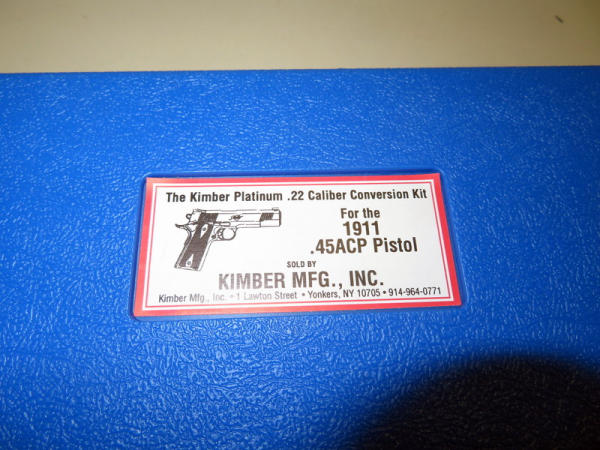 The Kimber Platinum .22 Caliber Conversion Kit
For the
1911
.45ACP Pistol
SOLD BY
KIMBER MFG., INC.
Kimber Mfg., Inc. • 1 Lawton Street • Yonkers, NY 10705 • 914-964-0771